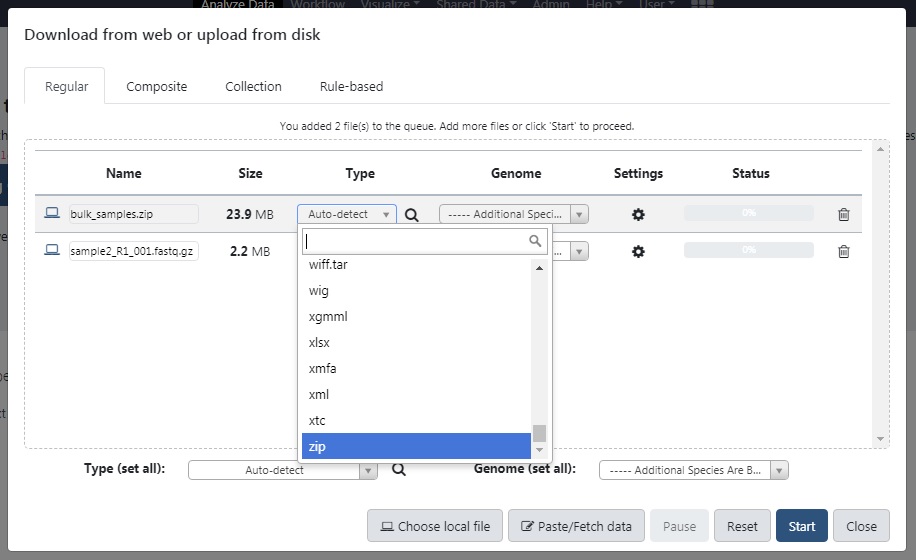 Analyze Data Workflow Visualize Shared Data Admin Help User
Download from web or upload from disk
Regular Composite Collection Rule-based
You added 2 file(s) to the queue. Add more files or click 'Start' to proceed.
Name Size Type Genome Settings Status
bulk_samples.zip 23.9 MB Auto-detect ----- Additional Speci... 0%
sample2_R1_001.fastq.gz 2.2 MB ... 0%
wiff.tar
wig
xgmml
xlsx
xmfa
xml
xtc
zip
Type (set all): Auto-detect Genome (set all): ----- Additional Species Are B...
Choose local file Paste/Fetch data Pause Reset Start Close